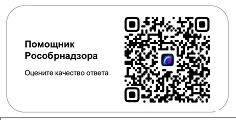 Помощник
Рособрнадзора
Оцените качество ответа